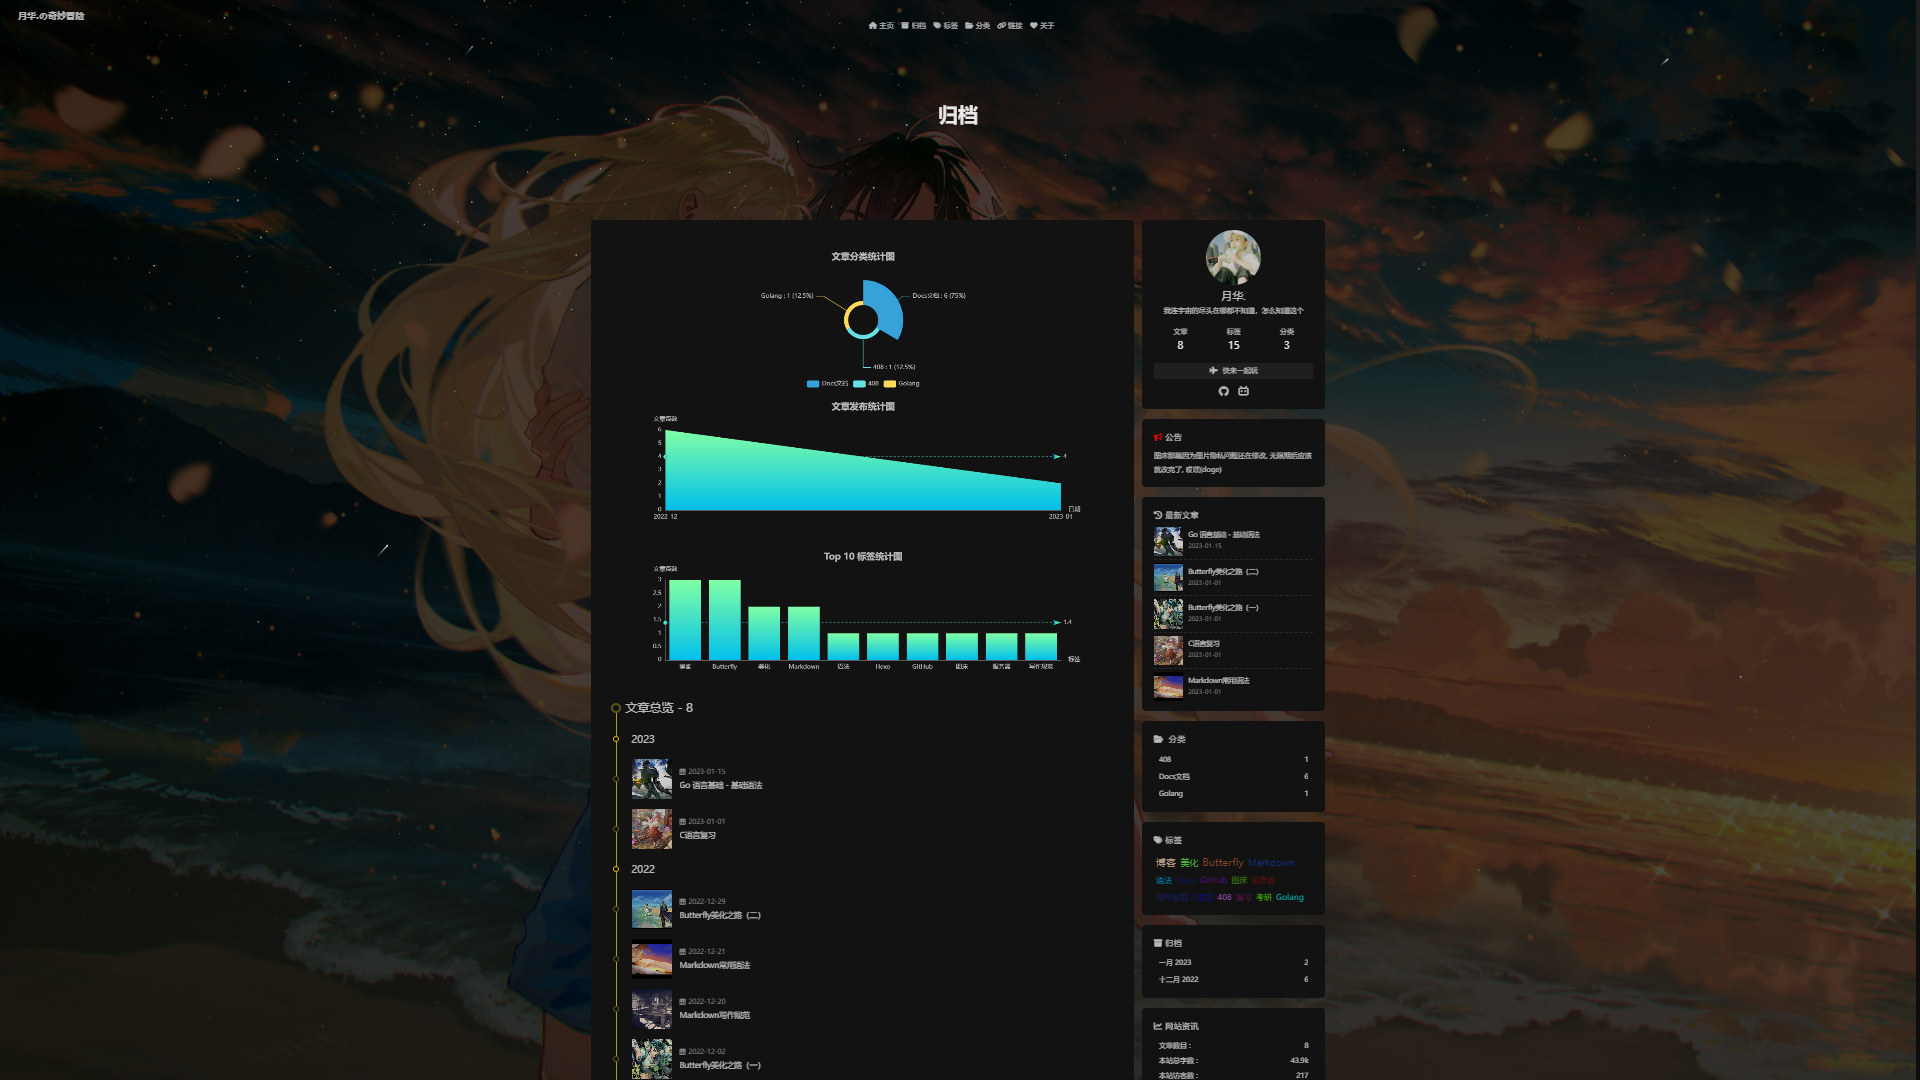 月华.の奇妙冒险
主页 归档 标签 分类 链接 关于
归档
文章分类统计图
Golang : 1 (12.5%)
Docs文档 : 6 (75%)
408 : 1 (12.5%)
Docs文档 408 Golang
文章发布统计图
文章篇数
6
5
4
4
3
2
1
0
日期
2022-12
2023-01
Top 10 标签统计图
文章篇数
3
2.5
2
1.5
1.4
1
0.5
0
标签
博客 Butterfly 美化 Markdown 语法 Hexo GitHub 图床 服务器 写作规范
文章总览 - 8
2023
2023-01-15
Go 语言基础 - 基础语法
2023-01-01
C语言复习
2022
2022-12-29
Butterfly美化之路（二）
2022-12-21
Markdown常用语法
2022-12-20
Markdown写作规范
2022-12-02
Butterfly美化之路（一）
月华.
我连宇宙的尽头在哪都不知道，怎么知道这个
文章 标签 分类
8 15 3
快来一起玩
公告
图床那篇因为图片隐私问题还在修改, 无限期后应该
就改完了, 哎嘿(doge)
最新文章
Go 语言基础 - 基础语法
2023-01-15
Butterfly美化之路（二）
2023-01-01
Butterfly美化之路（一）
2023-01-01
C语言复习
2023-01-01
Markdown常用语法
2023-01-01
分类
408 1
Docs文档 6
Golang 1
标签
博客 美化 Butterfly Markdown
语法 GitHub 图床 服务器
写作规范 408 复习 考研 Golang
归档
一月 2023 2
十二月 2022 6
网站资讯
文章数目 : 8
本站总字数 : 43.9k
本站访客数 : 217